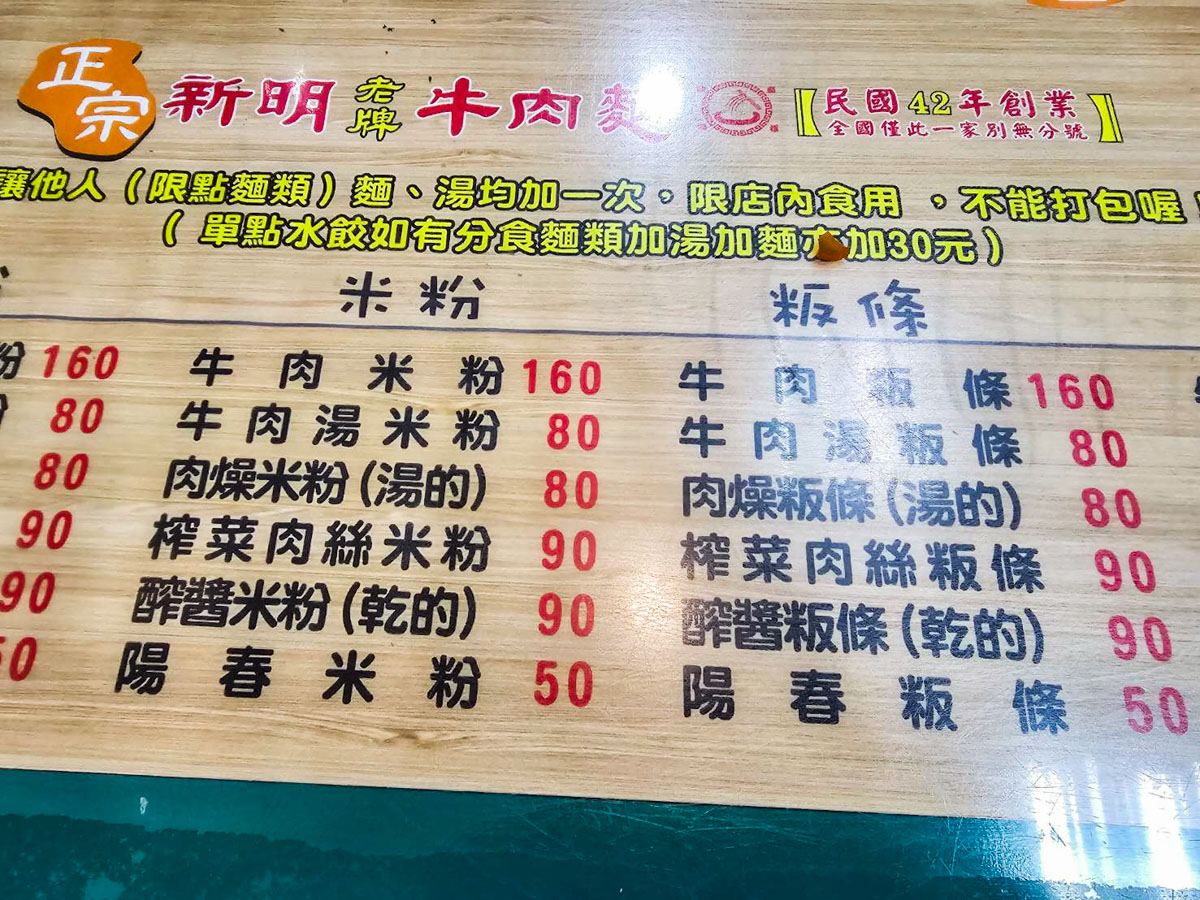 正宗 新明 老牌 牛肉麵 【民國42年創業
全國僅此一家別無分號】
讓他人(限點麵類)麵、湯均加一次,限店內食用,不能打包喔
(單點水餃如有分食麵類加湯加麵亦加30元)
米粉 粄條
粉 160 牛肉米粉 160 牛肉粄條 160
80 牛肉湯米粉 80 牛肉湯粄條 80
80 肉燥米粉(湯的) 80 肉燥粄條(湯的) 80
90 榨菜肉絲米粉 90 榨菜肉絲粄條 90
90 醡醬米粉(乾的) 90 醡醬粄條(乾的) 90
50 陽春米粉 50 陽春粄條 50